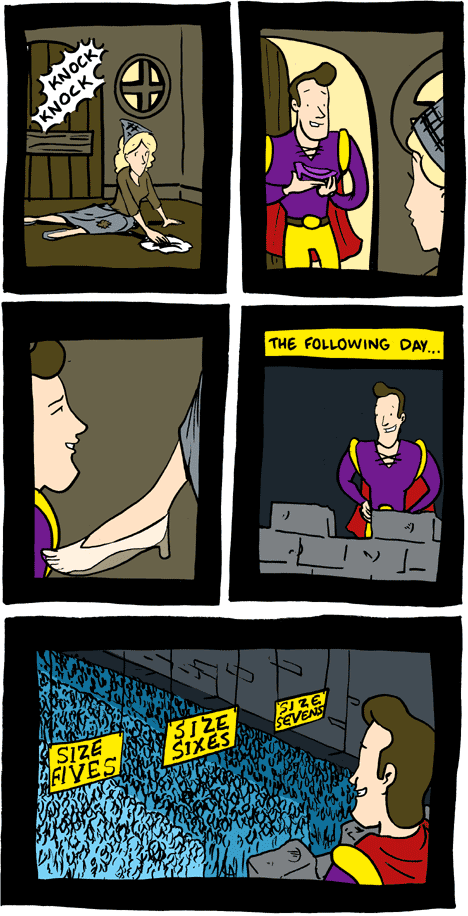 KNOCK
KNOCK
THE FOLLOWING DAY...
SIZE
FIVES
SIZE
SIXES
SIZE
SEVENS